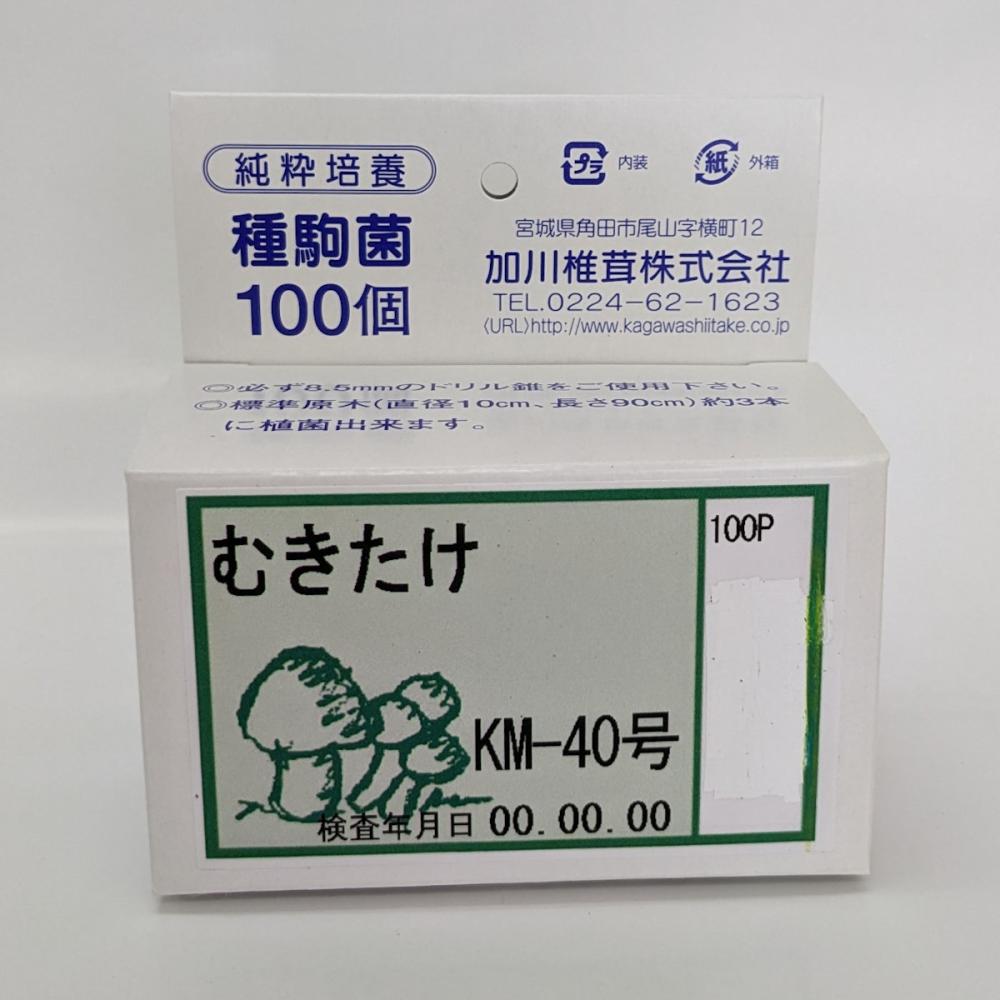 純粋培養
種駒菌
100個
プラ 内装
紙 外箱
宮城県角田市尾山字横町12
加川椎茸株式会社
TEL.0224-62-1623
〈URL〉http://www.kagawashiitake.co.jp
◎必ず8.5mmのドリル錐をご使用下さい。
◎標準原木(直径10cm、長さ90cm)約3本
に植菌出来ます。
むきたけ
100P
KM-40号
検査年月日 00.00.00